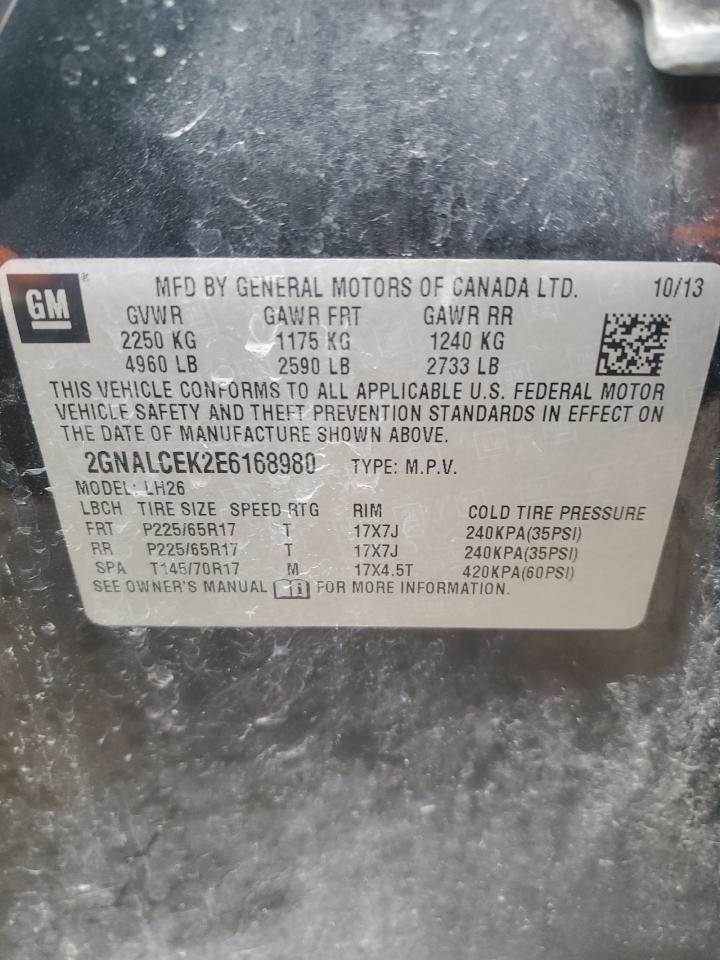 GM® MFD BY GENERAL MOTORS OF CANADA LTD. 10/13
GVWR GAWR FRT GAWR RR
2250 KG 1175 KG 1240 KG
4960 LB 2590 LB 2733 LB
THIS VEHICLE CONFORMS TO ALL APPLICABLE U.S. FEDERAL MOTOR
VEHICLE SAFETY AND THEFT PREVENTION STANDARDS IN EFFECT ON
THE DATE OF MANUFACTURE SHOWN ABOVE.
2GNALCEK2E6168980 TYPE: M.P.V.
MODEL: LH26
LBCH TIRE SIZE SPEED RTG RIM COLD TIRE PRESSURE
FRT P225/65R17 T 17X7J 240KPA(35PSI)
RR P225/65R17 T 17X7J 240KPA(35PSI)
SPA T145/70R17 M 17X4.5T 420KPA(60PSI)
SEE OWNER'S MANUAL FOR MORE INFORMATION.